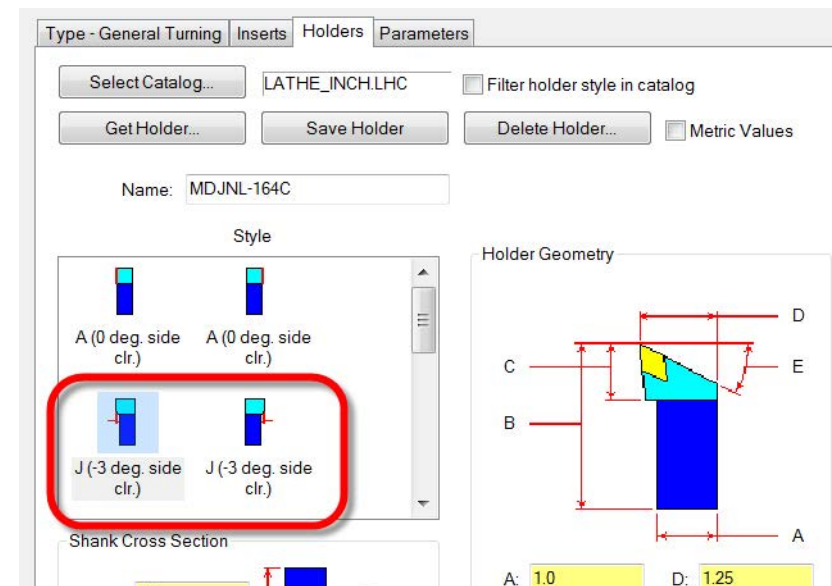 Type - General Turning Inserts Holders Parameters
Select Catalog... LATHE_INCH.LHC Filter holder style in catalog
Get Holder... Save Holder Delete Holder... Metric Values
Name: MDJNL-164C
Style
A (0 deg. side clr.)
A (0 deg. side clr.)
J (-3 deg. side clr.)
J (-3 deg. side clr.)
Holder Geometry
D
C E
B
A
Shank Cross Section
A: 1.0 D: 1.25